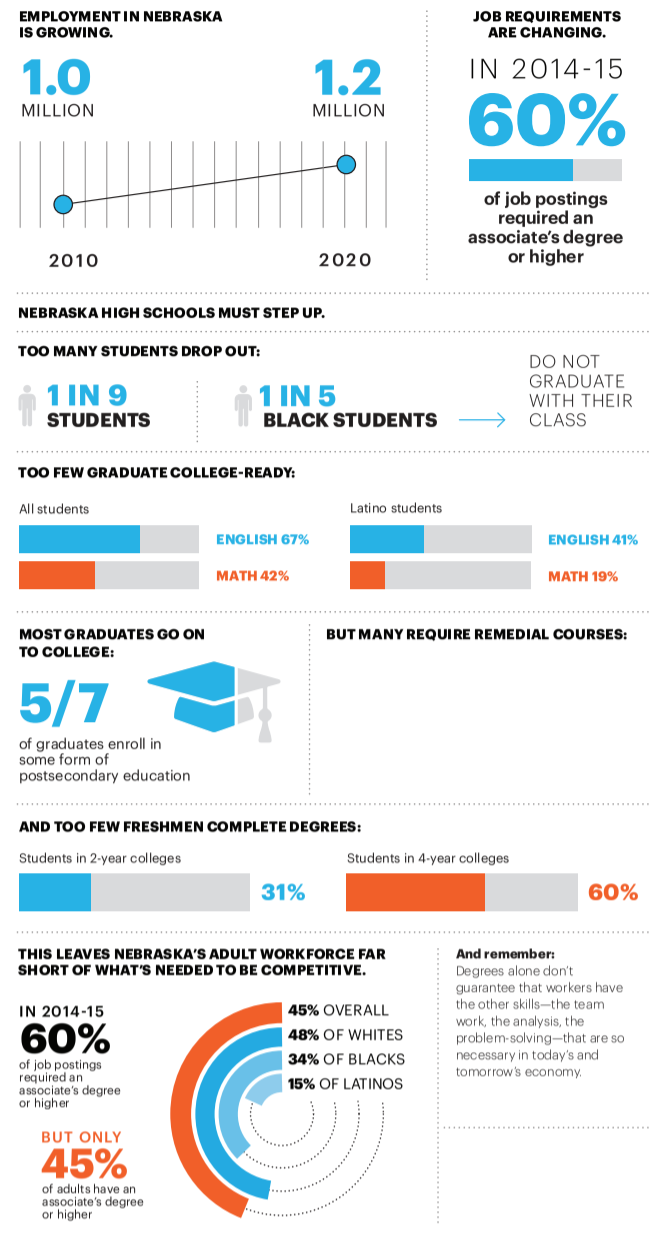 EMPLOYMENT IN NEBRASKA
IS GROWING.
1.0
MILLION
1.2
MILLION
2010
2020
JOB REQUIREMENTS
ARE CHANGING.
IN 2014-15
60%
of job postings
required an
associate's degree
or higher
NEBRASKA HIGH SCHOOLS MUST STEP UP.
TOO MANY STUDENTS DROP OUT:
1 IN 9
STUDENTS
1 IN 5
BLACK STUDENTS
DO NOT
GRADUATE
WITH THEIR
CLASS
TOO FEW GRADUATE COLLEGE-READY:
All students
ENGLISH 67%
MATH 42%
Latino students
ENGLISH 41%
MATH 19%
MOST GRADUATES GO ON
TO COLLEGE:
5/7
of graduates enroll in
some form of
postsecondary education
BUT MANY REQUIRE REMEDIAL COURSES:
AND TOO FEW FRESHMEN COMPLETE DEGREES:
Students in 2-year colleges
31%
Students in 4-year colleges
60%
THIS LEAVES NEBRASKA'S ADULT WORKFORCE FAR
SHORT OF WHAT'S NEEDED TO BE COMPETITIVE.
IN 2014-15
60%
of job postings
required an
associate's degree
or higher
BUT ONLY
45%
of adults have an
associate's degree
or higher
45% OVERALL
48% OF WHITES
34% OF BLACKS
15% OF LATINOS
And remember:
Degrees alone don't
guarantee that workers have
the other skills—the team
work, the analysis, the
problem-solving—that are so
necessary in today's and
tomorrow's economy.